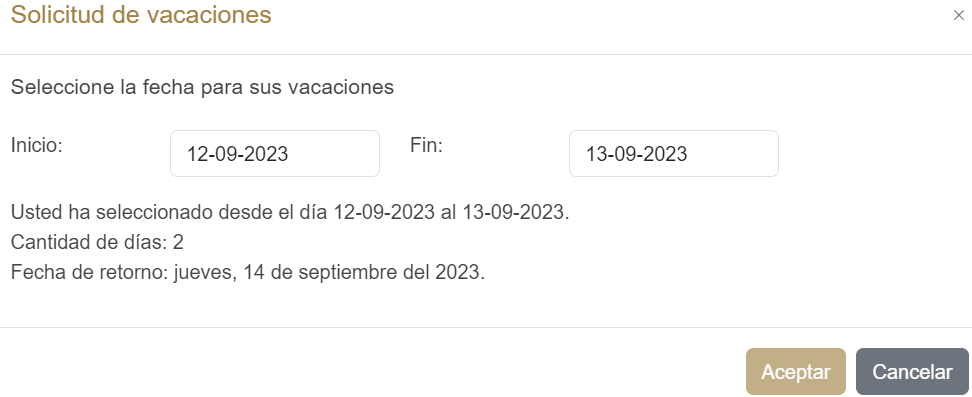 Solicitud de vacaciones ×
Seleccione la fecha para sus vacaciones
Inicio: 12-09-2023 Fin: 13-09-2023
Usted ha seleccionado desde el día 12-09-2023 al 13-09-2023.
Cantidad de días: 2
Fecha de retorno: jueves, 14 de septiembre del 2023.
Aceptar Cancelar